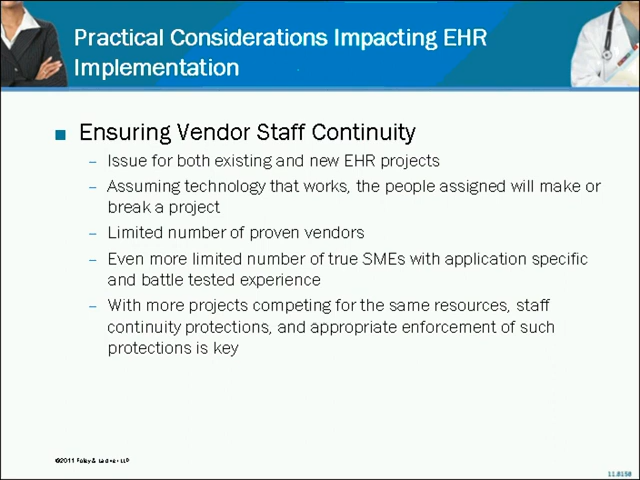 Practical Considerations Impacting EHR
Implementation
■ Ensuring Vendor Staff Continuity
– Issue for both existing and new EHR projects
– Assuming technology that works, the people assigned will make or
break a project
– Limited number of proven vendors
– Even more limited number of true SMEs with application specific
and battle tested experience
– With more projects competing for the same resources, staff
continuity protections, and appropriate enforcement of such
protections is key
©2011 Foley & Lardner LLP
11.8158